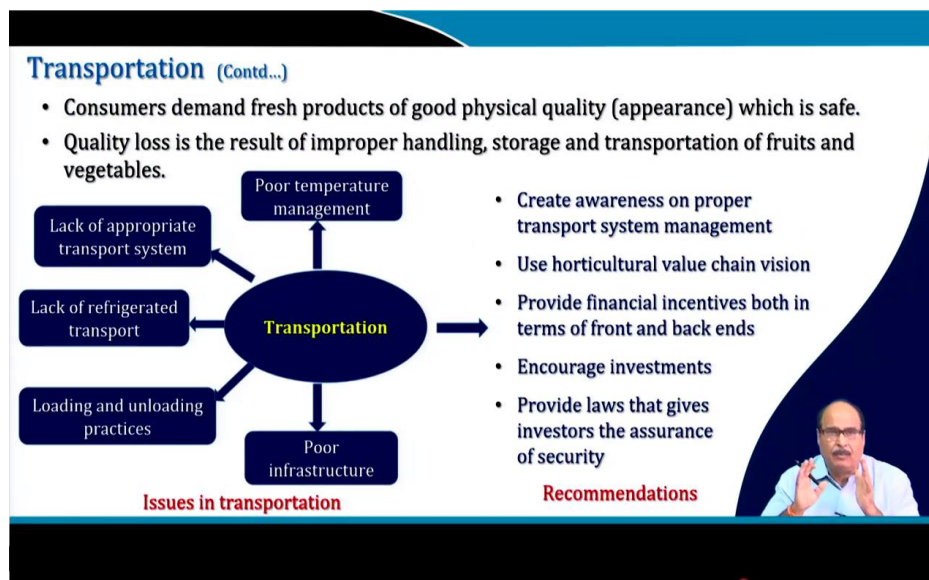 Transportation (Contd...)
• Consumers demand fresh products of good physical quality (appearance) which is safe.
• Quality loss is the result of improper handling, storage and transportation of fruits and
vegetables.
Poor temperature
management
Lack of appropriate
transport system
Lack of refrigerated
transport
Loading and unloading
practices
Poor
infrastructure
Transportation
Issues in transportation
• Create awareness on proper
transport system management
• Use horticultural value chain vision
• Provide financial incentives both in
terms of front and back ends
• Encourage investments
• Provide laws that gives
investors the assurance
of security
Recommendations